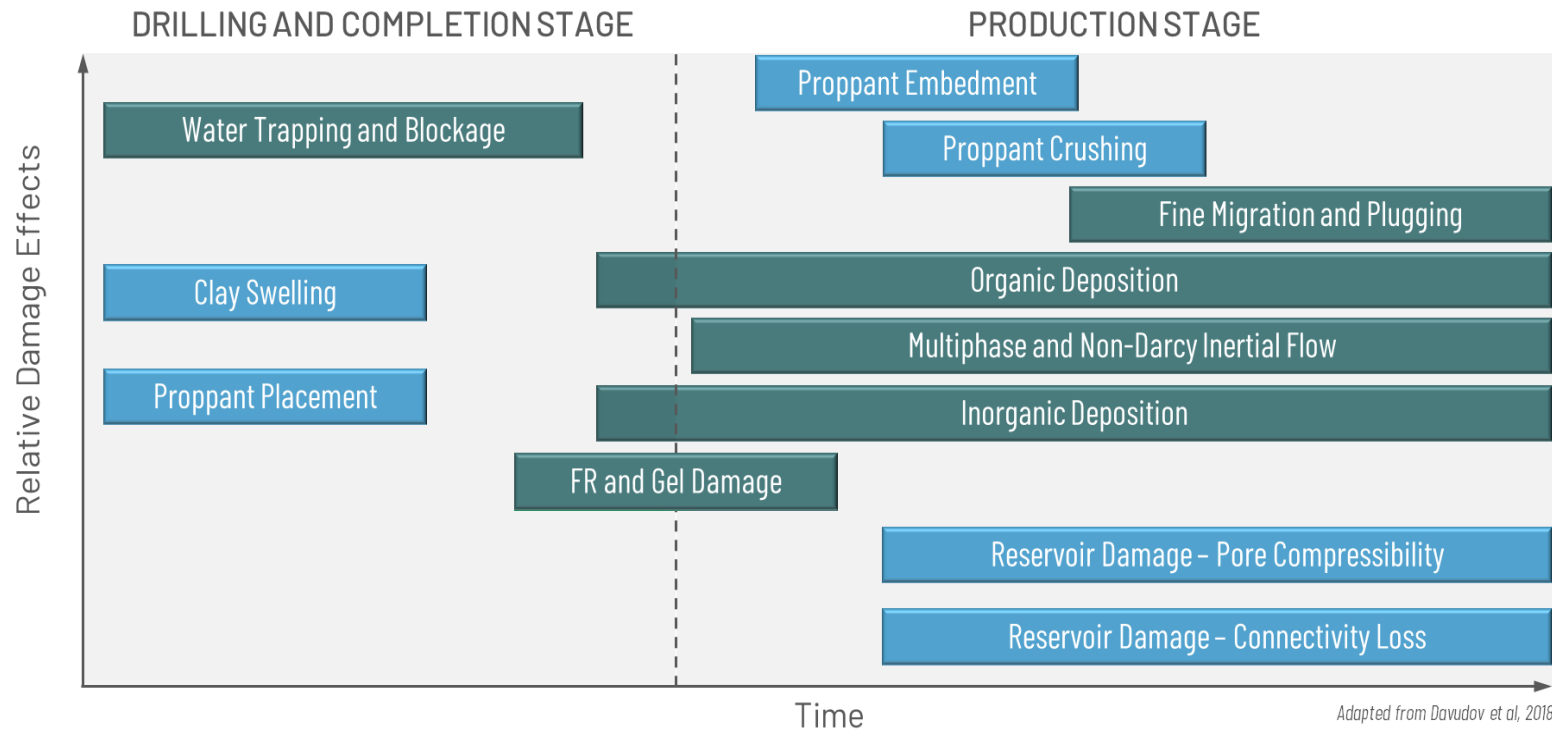 DRILLING AND COMPLETION STAGE
PRODUCTION STAGE
Relative Damage Effects
Proppant Embedment
Water Trapping and Blockage
Proppant Crushing
Fine Migration and Plugging
Organic Deposition
Clay Swelling
Multiphase and Non-Darcy Inertial Flow
Proppant Placement
Inorganic Deposition
FR and Gel Damage
Reservoir Damage – Pore Compressibility
Reservoir Damage – Connectivity Loss
Time
Adapted from Davudov et al, 2018